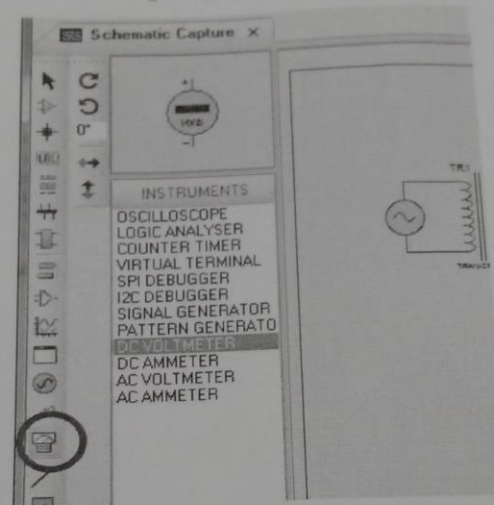 Schematic Capture X
0°
LBL
INSTRUMENTS
OSCILLOSCOPE
LOGIC ANALYSER
COUNTER TIMER
VIRTUAL TERMINAL
SPI DEBUGGER
I2C DEBUGGER
SIGNAL GENERATOR
PATTERN GENERATO
DC VOLTMETER
DC AMMETER
AC VOLTMETER
AC AMMETER
TR1